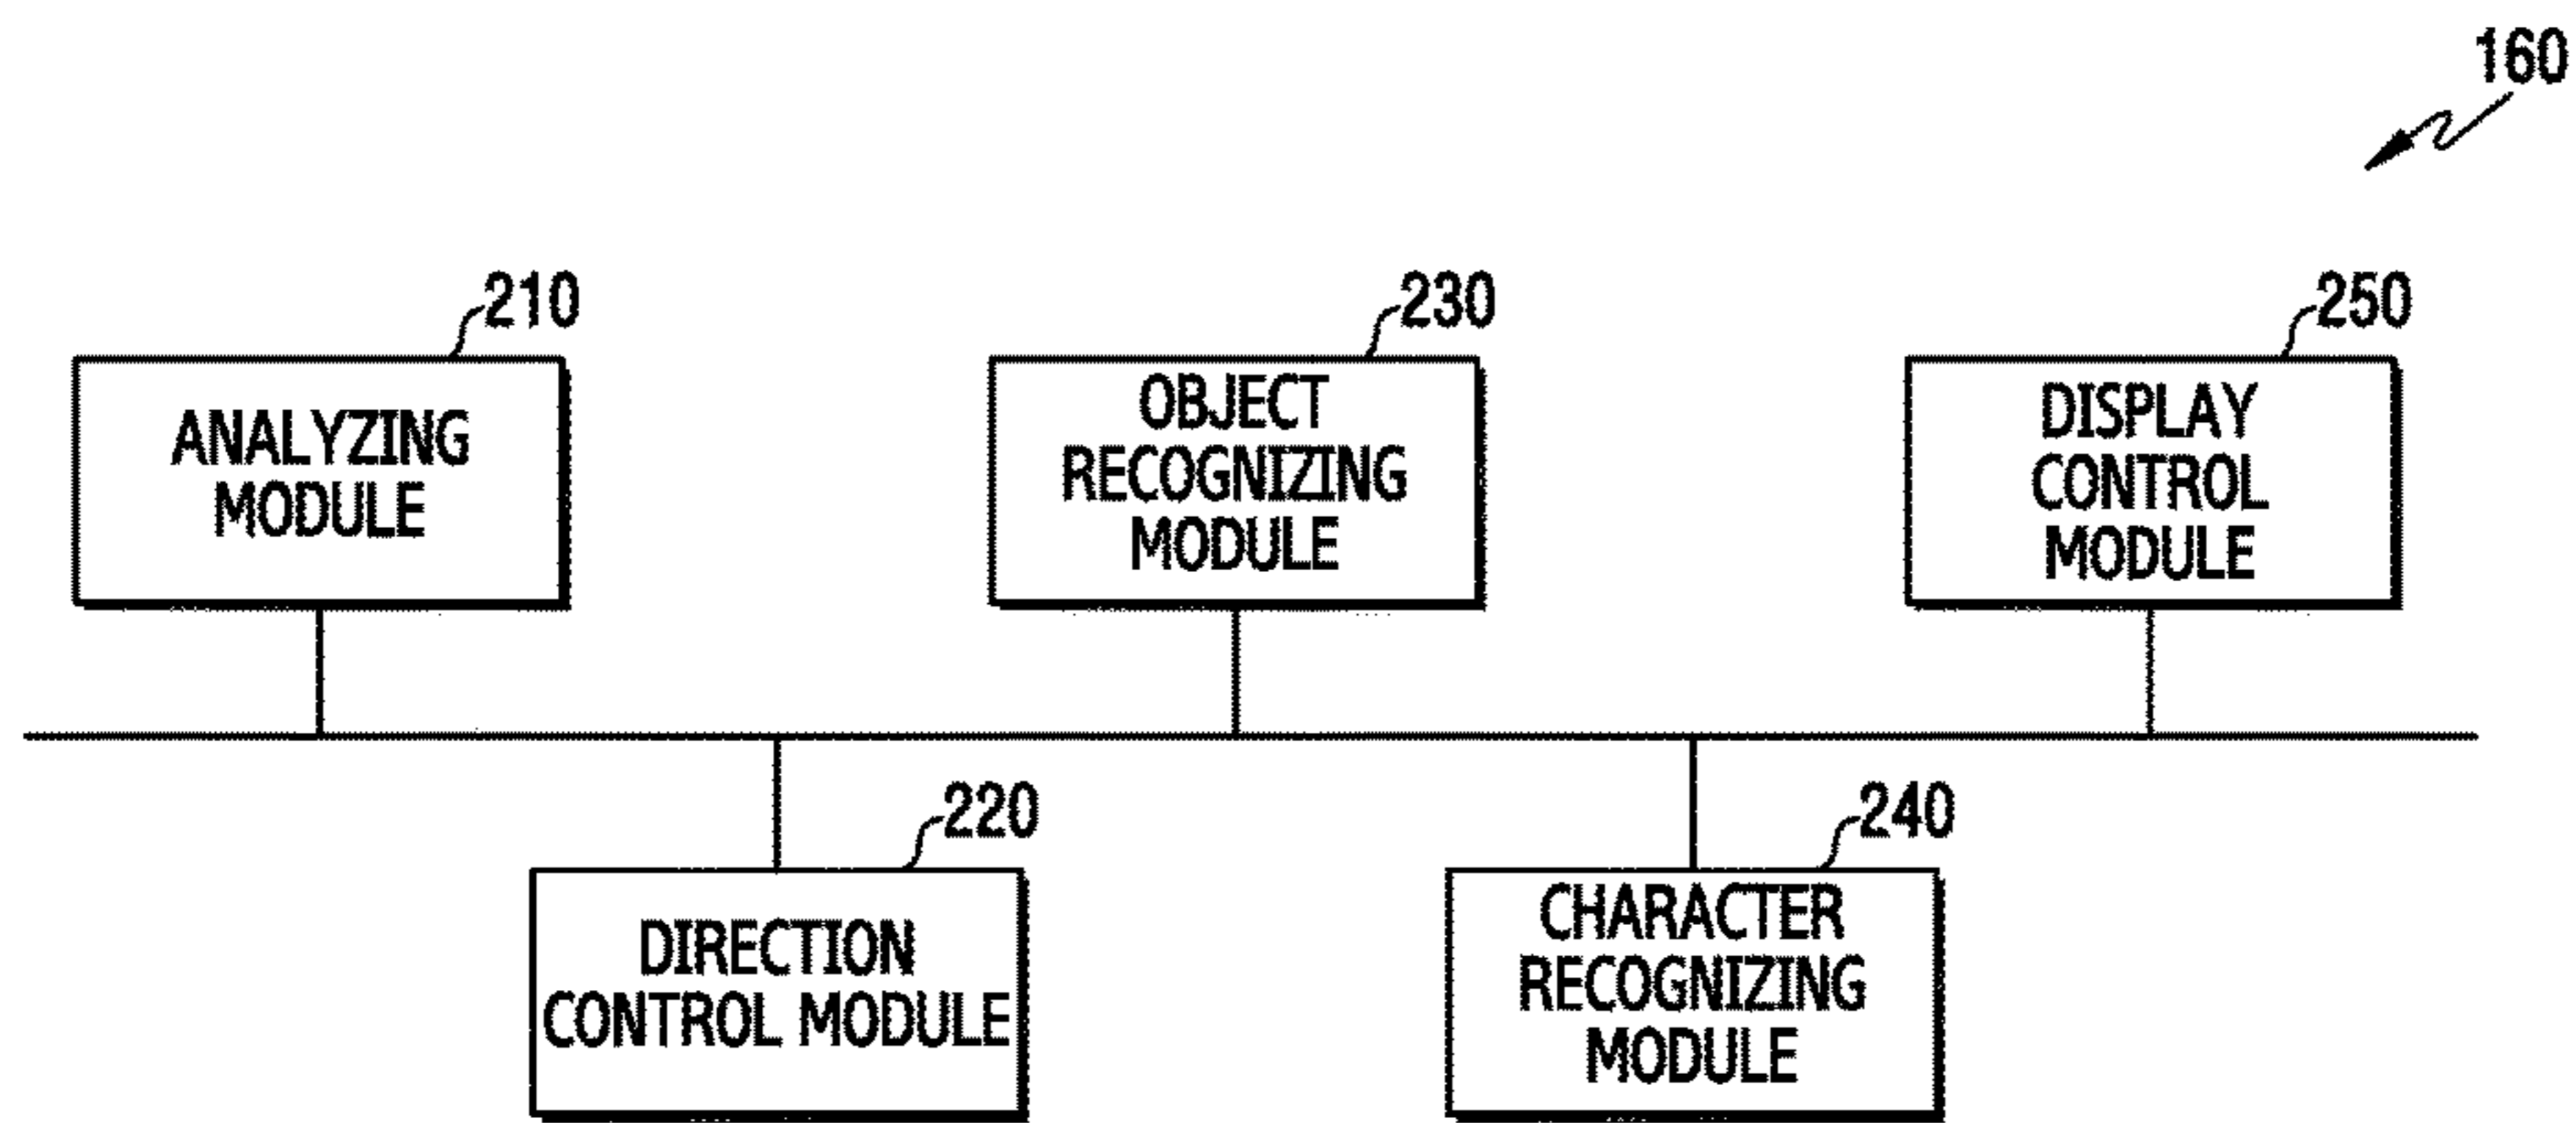 160
210
ANALYZING
MODULE
230
OBJECT
RECOGNIZING
MODULE
250
DISPLAY
CONTROL
MODULE
220
DIRECTION
CONTROL MODULE
240
CHARACTER
RECOGNIZING
MODULE